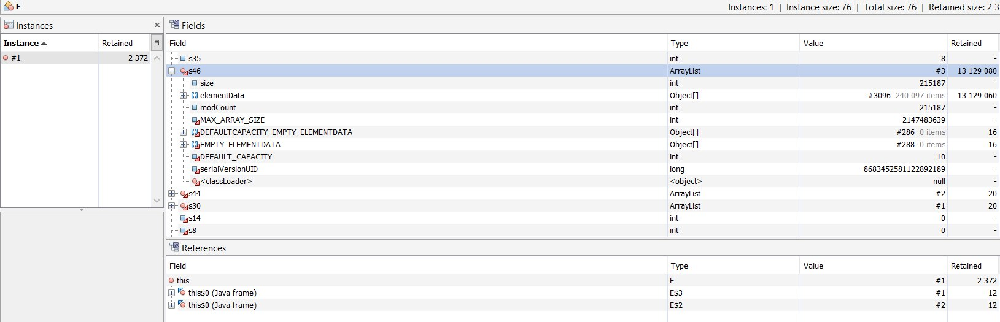 E
Instances: 1 | Instance size: 76 | Total size: 76 | Retained size: 2 3
Instances ×
Instance Retained
#1 2 372
Fields
Field Type Value Retained
s35 int 8 -
s46 ArrayList #3 13 129 080
size int 215187 -
elementData Object[] #3096 240 097 items 13 129 060
modCount int 215187 -
MAX_ARRAY_SIZE int 2147483639 -
DEFAULTCAPACITY_EMPTY_ELEMENTDATA Object[] #286 0 items 16
EMPTY_ELEMENTDATA Object[] #288 0 items 16
DEFAULT_CAPACITY int 10 -
serialVersionUID long 8683452581122892189 -
<classLoader> <object> null -
s44 ArrayList #2 20
s30 ArrayList #1 20
s14 int 0 -
s8 int 0 -
References
Field Type Value Retained
this E #1 2 372
this$0 (Java frame) E$3 #1 12
this$0 (Java frame) E$2 #2 12